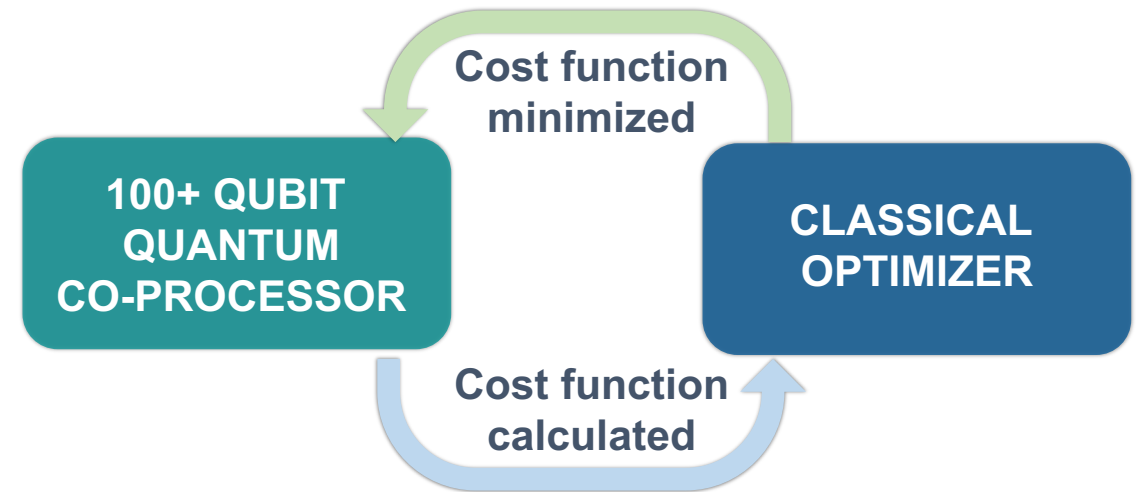 Cost function
minimized
100+ QUBIT
QUANTUM
CO-PROCESSOR
CLASSICAL
OPTIMIZER
Cost function
calculated